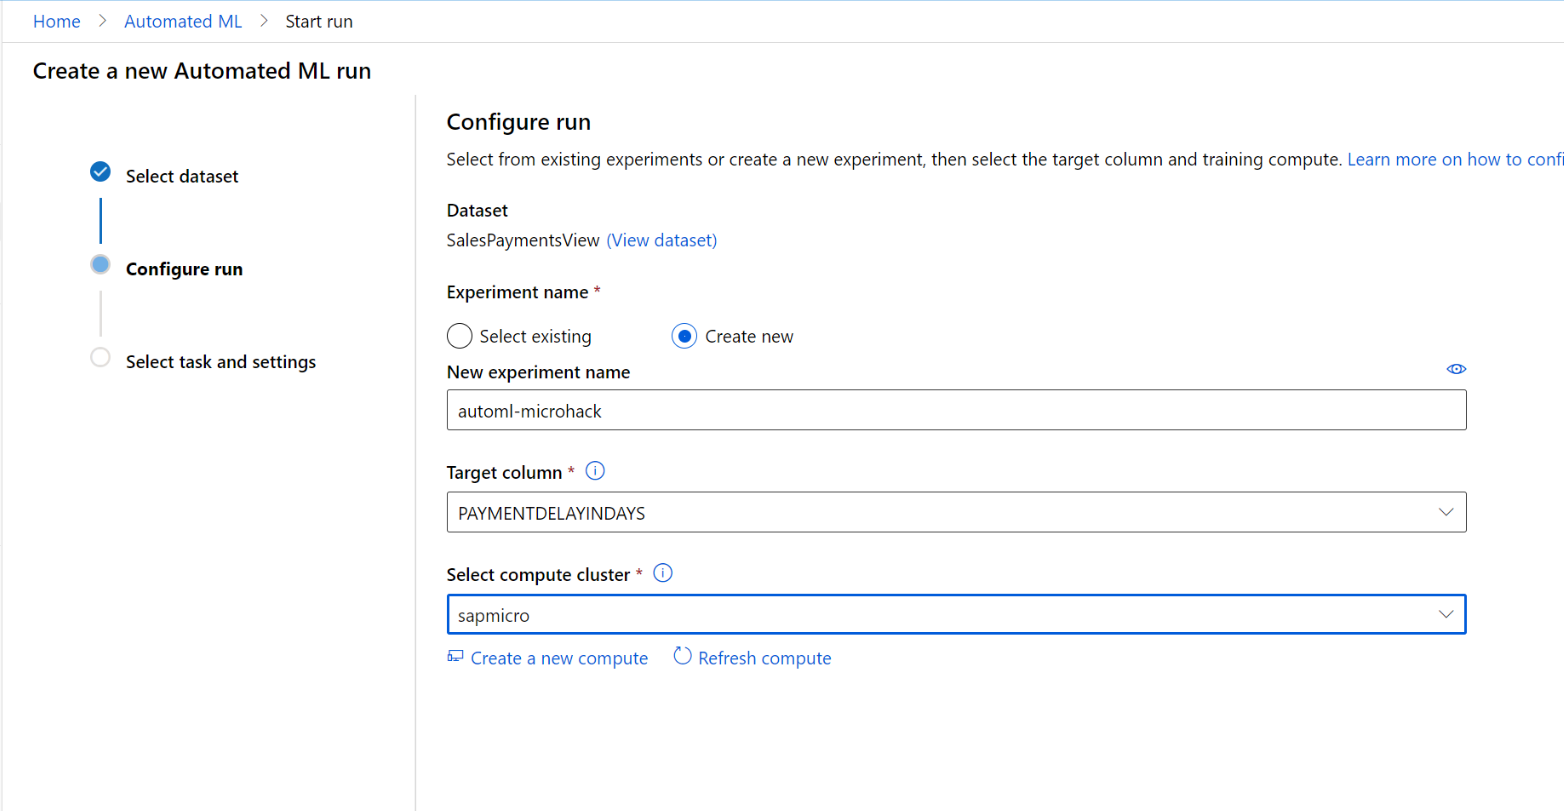 Home > Automated ML > Start run
Create a new Automated ML run
Select dataset
Configure run
Select task and settings
Configure run
Select from existing experiments or create a new experiment, then select the target column and training compute. Learn more on how to confi
Dataset
SalesPaymentsView (View dataset)
Experiment name *
Select existing
Create new
New experiment name
automl-microhack
Target column *
PAYMENTDELAYINDAYS
Select compute cluster *
sapmicro
Create a new compute
Refresh compute